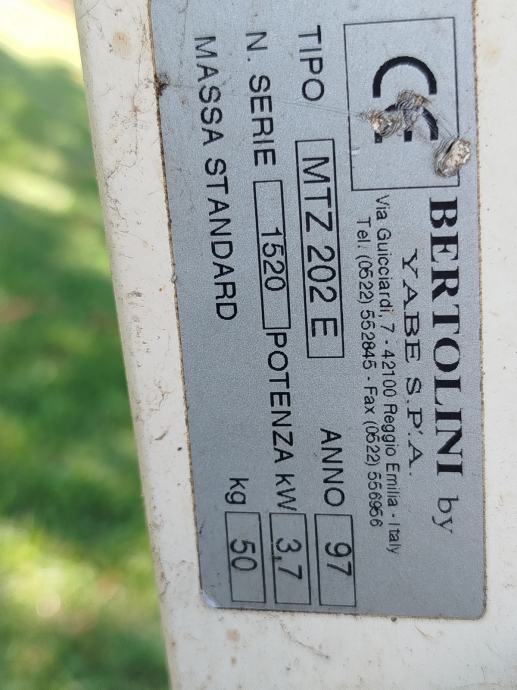 CE
BERTOLINI by
YABE S.P.A.
Via Guicciardi, 7 - 42100 Reggio Emilia - Italy
Tel. (0522) 552845 - Fax (0522) 556956
TIPO MTZ 202 E ANNO 97
N. SERIE 1520 POTENZA kW 3,7
MASSA STANDARD kg 50